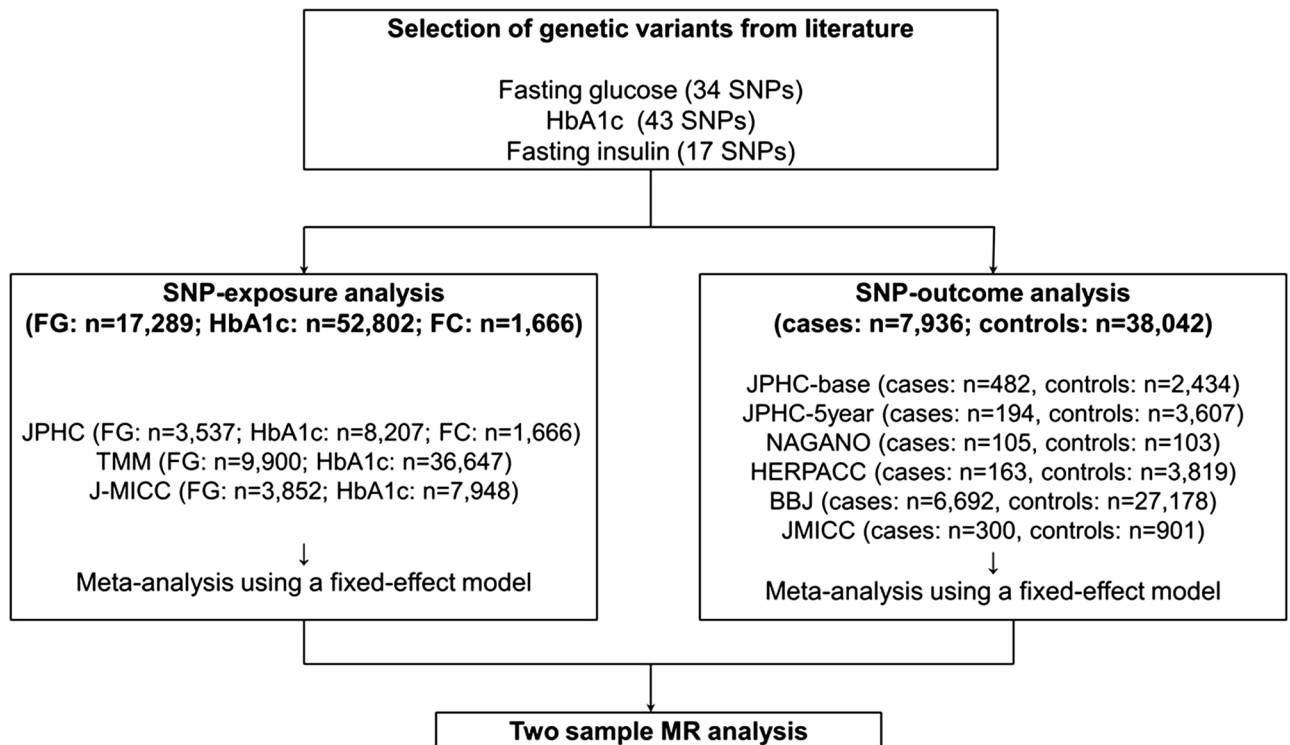 Selection of genetic variants from literature
Fasting glucose (34 SNPs)
HbA1c (43 SNPs)
Fasting insulin (17 SNPs)
SNP-exposure analysis
(FG: n=17,289; HbA1c: n=52,802; FC: n=1,666)
JPHC (FG: n=3,537; HbA1c: n=8,207; FC: n=1,666)
TMM (FG: n=9,900; HbA1c: n=36,647)
J-MICC (FG: n=3,852; HbA1c: n=7,948)
↓
Meta-analysis using a fixed-effect model
SNP-outcome analysis
(cases: n=7,936; controls: n=38,042)
JPHC-base (cases: n=482, controls: n=2,434)
JPHC-5year (cases: n=194, controls: n=3,607)
NAGANO (cases: n=105, controls: n=103)
HERPACC (cases: n=163, controls: n=3,819)
BBJ (cases: n=6,692, controls: n=27,178)
JMICC (cases: n=300, controls: n=901)
↓
Meta-analysis using a fixed-effect model
Two sample MR analysis